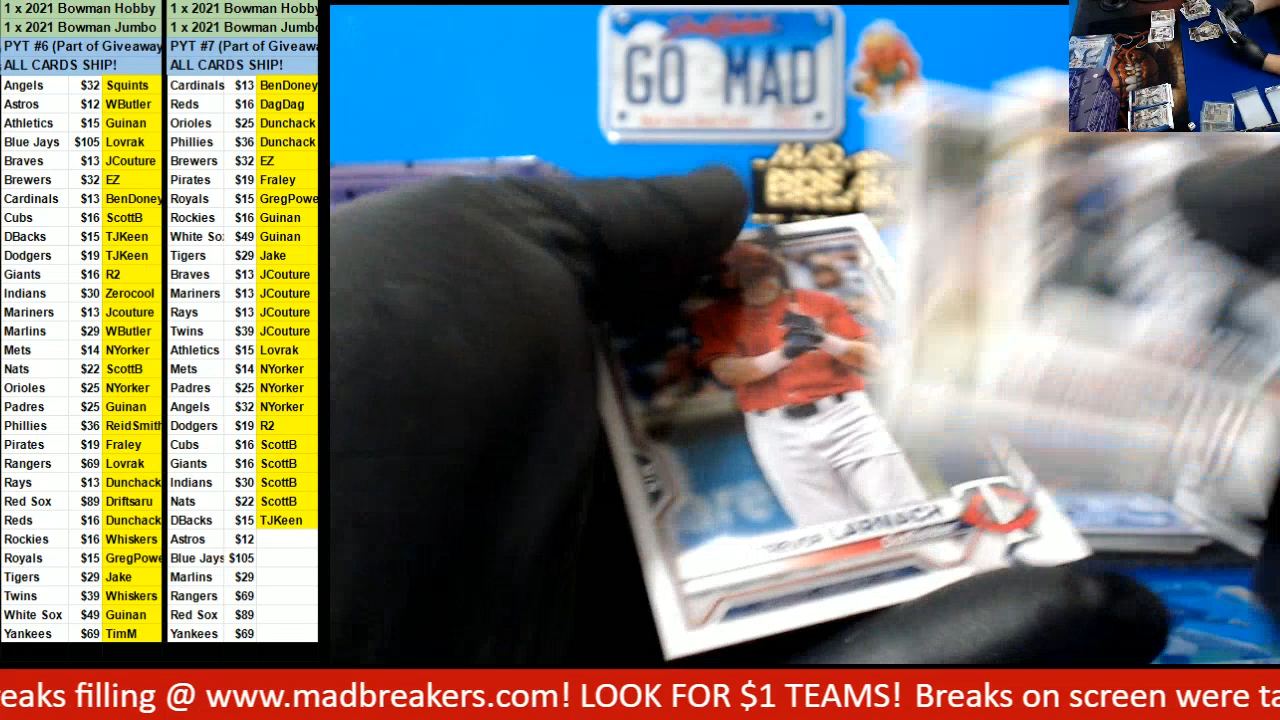 1 x 2021 Bowman Hobby
1 x 2021 Bowman Jumbo
PYT #6 (Part of Giveaway
ALL CARDS SHIP!
Angels $32 Squints
Astros $12 WButler
Athletics $15 Guinan
Blue Jays $105 Lovrak
Braves $13 JCouture
Brewers $32 EZ
Cardinals $13 BenDoney
Cubs $16 ScottB
DBacks $15 TJKeen
Dodgers $19 TJKeen
Giants $16 R2
Indians $30 Zerocool
Mariners $13 Jcouture
Marlins $29 WButler
Mets $14 NYorker
Nats $22 ScottB
Orioles $25 NYorker
Padres $25 Guinan
Phillies $36 ReidSmith
Pirates $19 Fraley
Rangers $69 Lovrak
Rays $13 Dunchack
Red Sox $89 Driftsaru
Reds $16 Dunchack
Rockies $16 Whiskers
Royals $15 GregPowe
Tigers $29 Jake
Twins $39 Whiskers
White Sox $49 Guinan
Yankees $69 TimM
1 x 2021 Bowman Hobby
1 x 2021 Bowman Jumbo
PYT #7 (Part of Giveawa
ALL CARDS SHIP!
Cardinals $13 BenDoney
Reds $16 DagDag
Orioles $25 Dunchack
Phillies $36 Dunchack
Brewers $32 EZ
Pirates $19 Fraley
Royals $15 GregPowe
Rockies $16 Guinan
White So $49 Guinan
Tigers $29 Jake
Braves $13 JCouture
Mariners $13 JCouture
Rays $13 JCouture
Twins $39 JCouture
Athletics $15 Lovrak
Mets $14 NYorker
Padres $25 NYorker
Angels $32 NYorker
Dodgers $19 R2
Cubs $16 ScottB
Giants $16 ScottB
Indians $30 ScottB
Nats $22 ScottB
DBacks $15 TJKeen
Astros $12
Blue Jays $105
Marlins $29
Rangers $69
Red Sox $89
Yankees $69
GO MAD
MAD
BREAK
TREVOR LARNACH
reaks filling @ www.madbreakers.com! LOOK FOR $1 TEAMS! Breaks on screen were ta